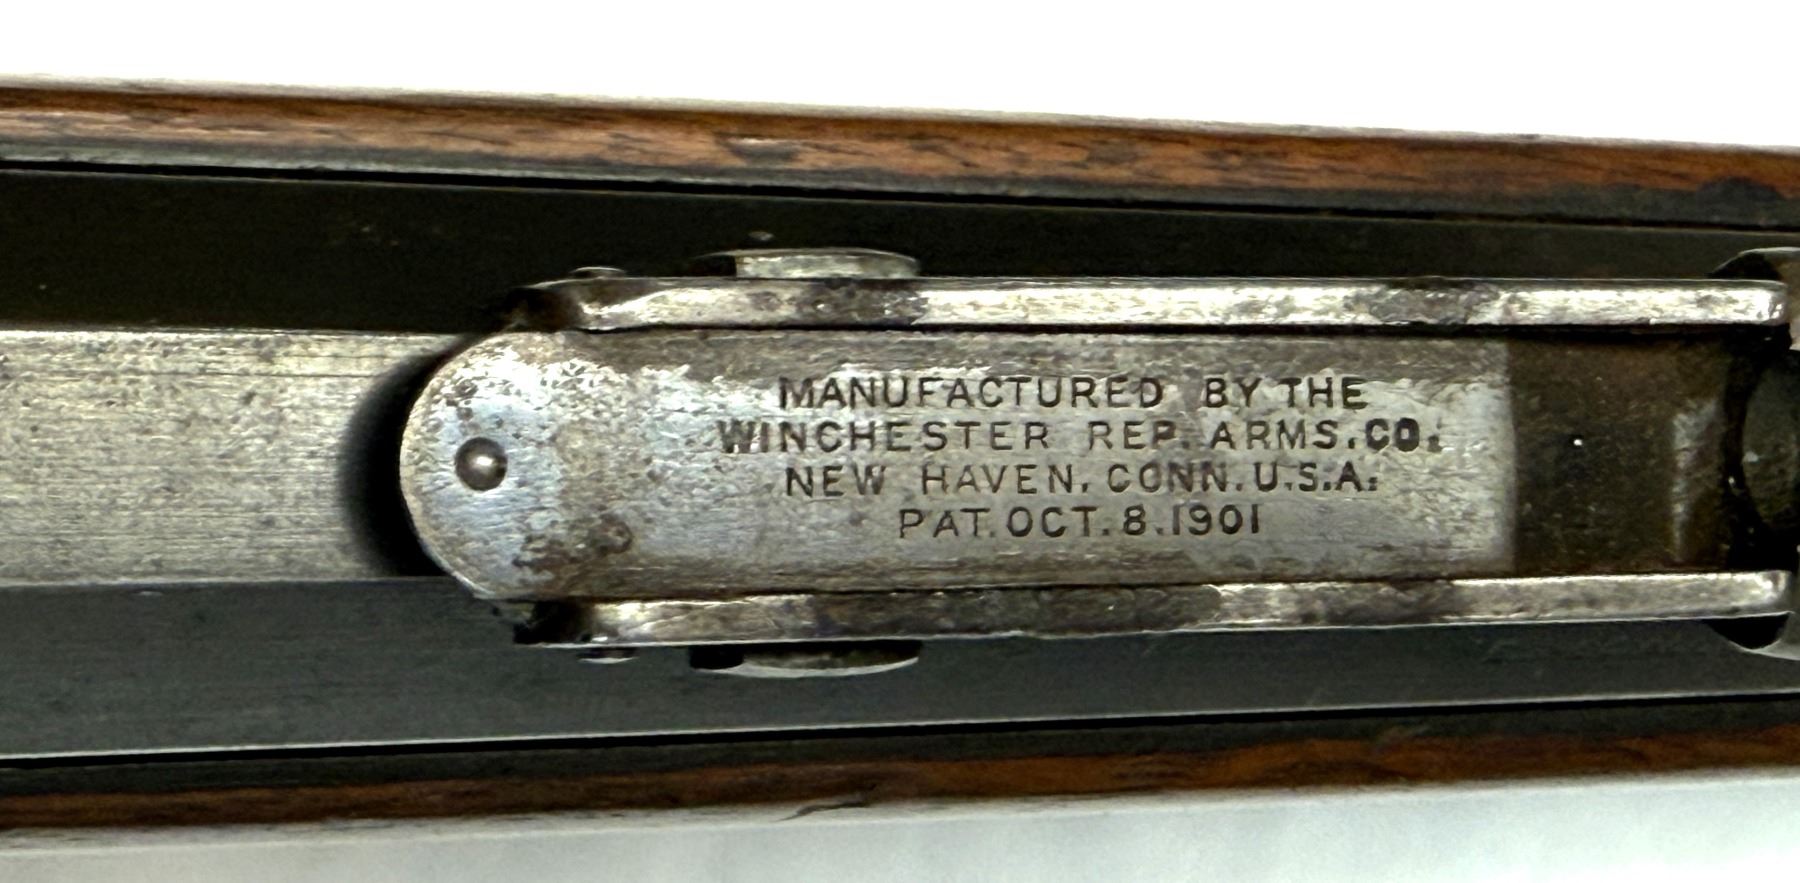 MANUFACTURED BY THE
WINCHESTER REP. ARMS. CO.
NEW HAVEN. CONN. U.S.A.
PAT. OCT. 8. 1901